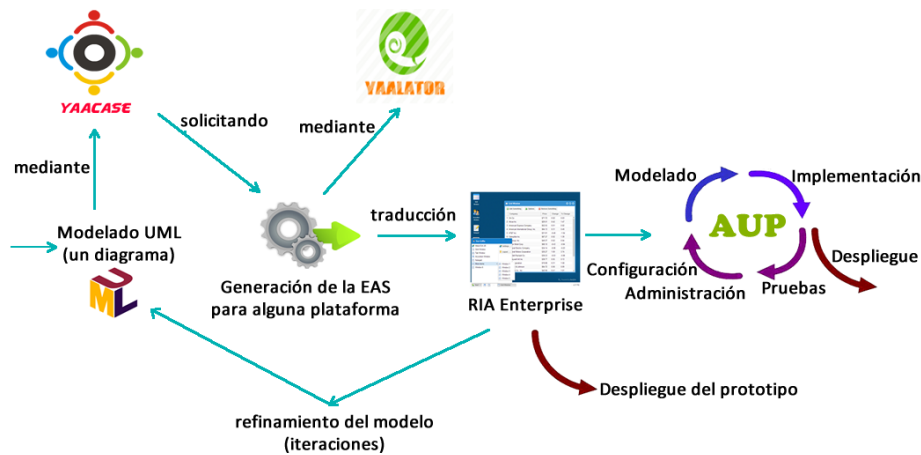 YAACASE
YAALATOR
solicitando
mediante
mediante
Modelado UML
(un diagrama)
UML
traducción
Generación de la EAS
para alguna plataforma
RIA Enterprise
Modelado
Implementación
AUP
Despliegue
Configuración
Administración
Pruebas
Despliegue del prototipo
refinamiento del modelo
(iteraciones)